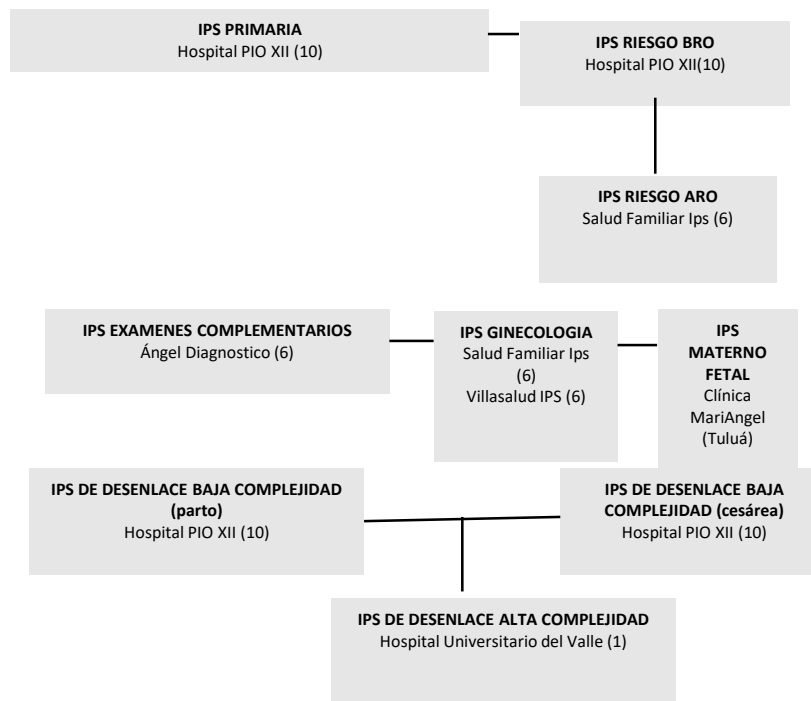 IPS PRIMARIA
Hospital PIO XII (10)
IPS RIESGO BRO
Hospital PIO XII(10)
IPS RIESGO ARO
Salud Familiar Ips (6)
IPS EXAMENES COMPLEMENTARIOS
Ángel Diagnostico (6)
IPS GINECOLOGIA
Salud Familiar Ips
(6)
Villasalud IPS (6)
IPS
MATERNO
FETAL
Clínica
MariAngel
(Tuluá)
IPS DE DESENLACE BAJA COMPLEJIDAD
(parto)
Hospital PIO XII (10)
IPS DE DESENLACE BAJA
COMPLEJIDAD (cesárea)
Hospital PIO XII (10)
IPS DE DESENLACE ALTA COMPLEJIDAD
Hospital Universitario del Valle (1)